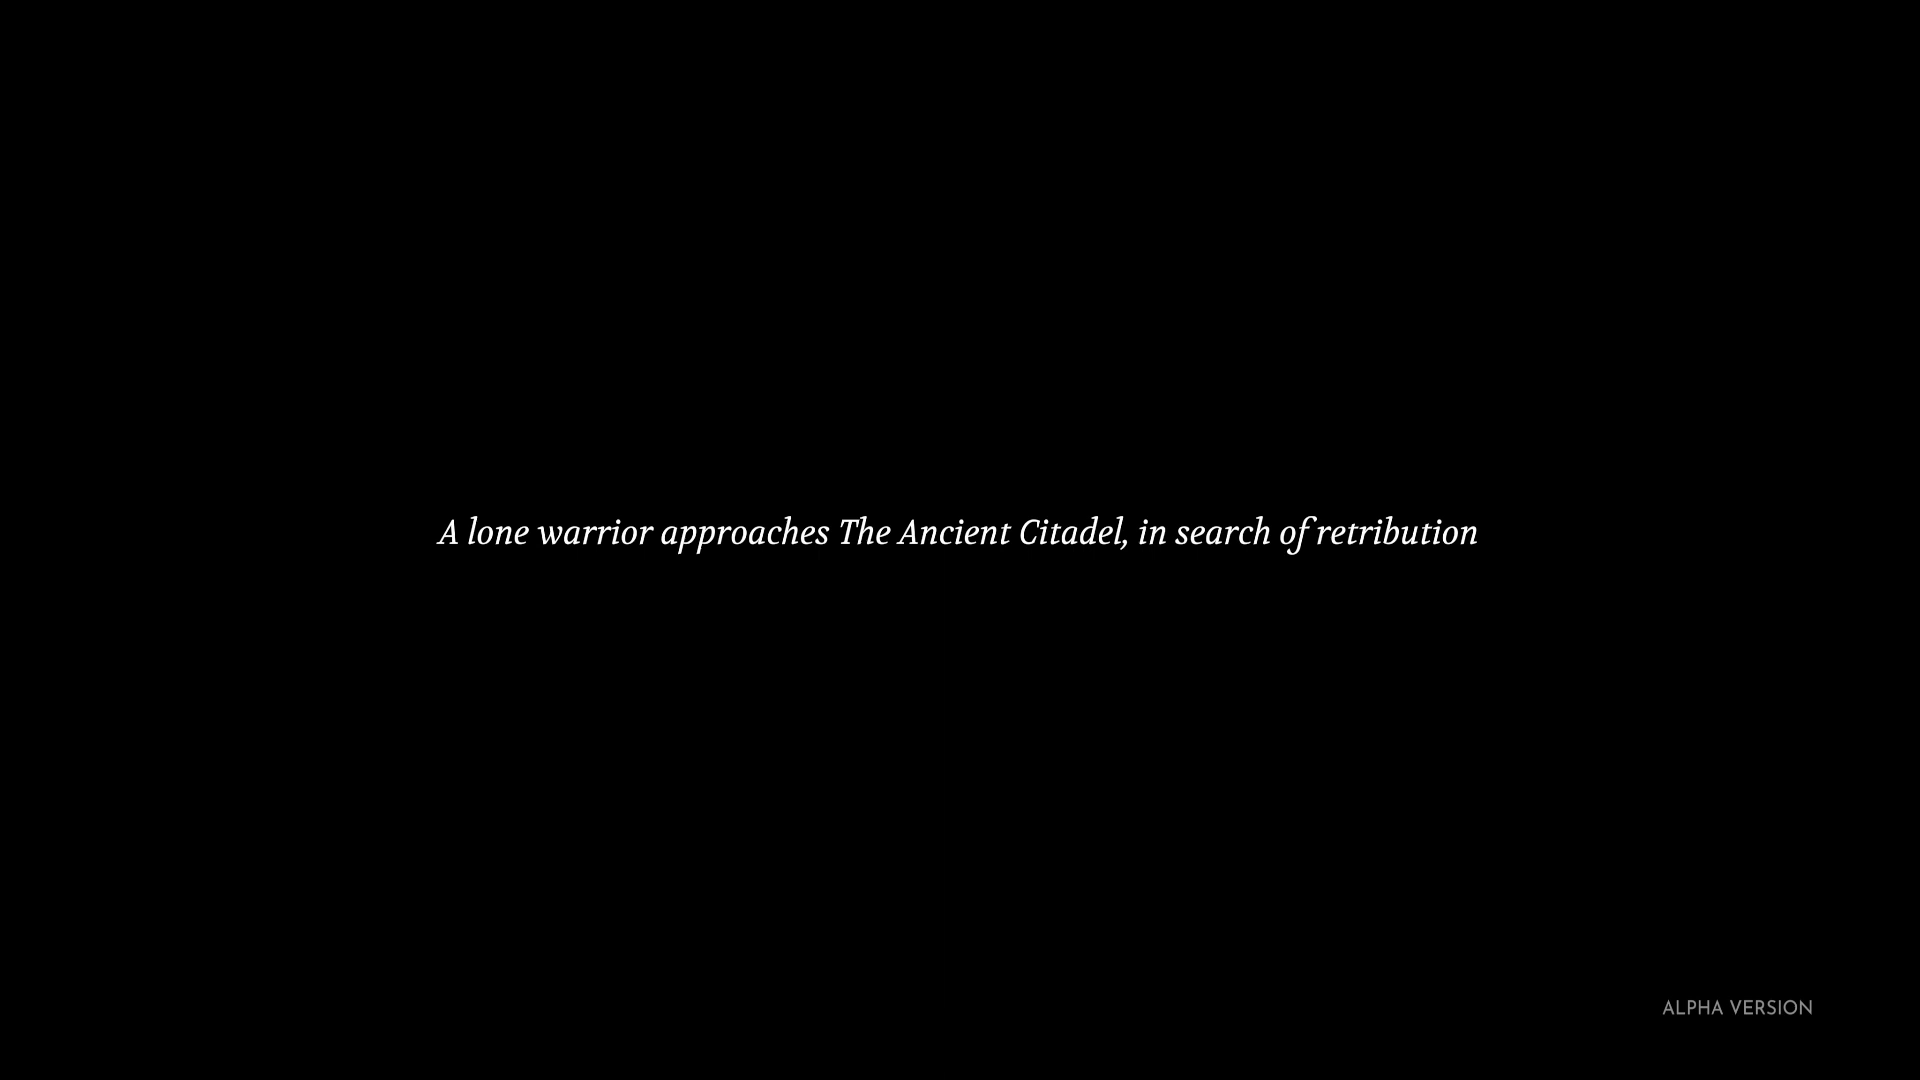 A lone warrior approaches The Ancient Citadel, in search of retribution
ALPHA VERSION